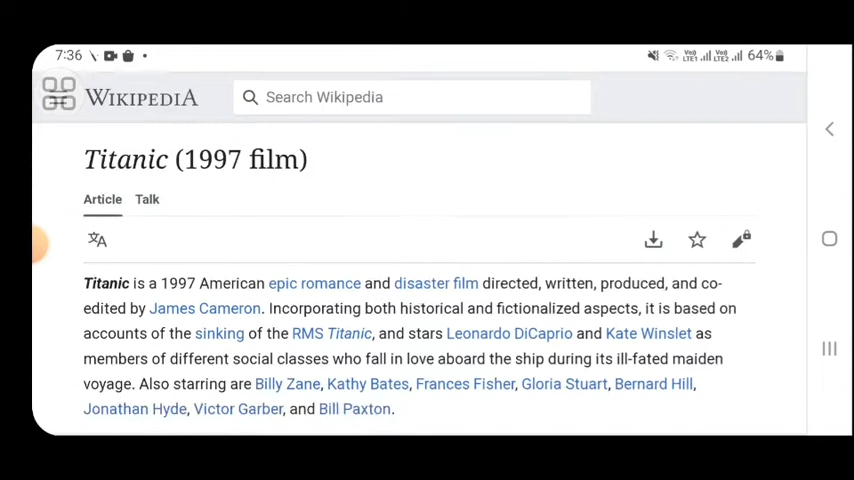 7:36
Vo) LTE1 Vo) LTE2 64%
WIKIPEDIA
Search Wikipedia
Titanic (1997 film)
Article Talk
Titanic is a 1997 American epic romance and disaster film directed, written, produced, and co-
edited by James Cameron. Incorporating both historical and fictionalized aspects, it is based on
accounts of the sinking of the RMS Titanic, and stars Leonardo DiCaprio and Kate Winslet as
members of different social classes who fall in love aboard the ship during its ill-fated maiden
voyage. Also starring are Billy Zane, Kathy Bates, Frances Fisher, Gloria Stuart, Bernard Hill,
Jonathan Hyde, Victor Garber, and Bill Paxton.